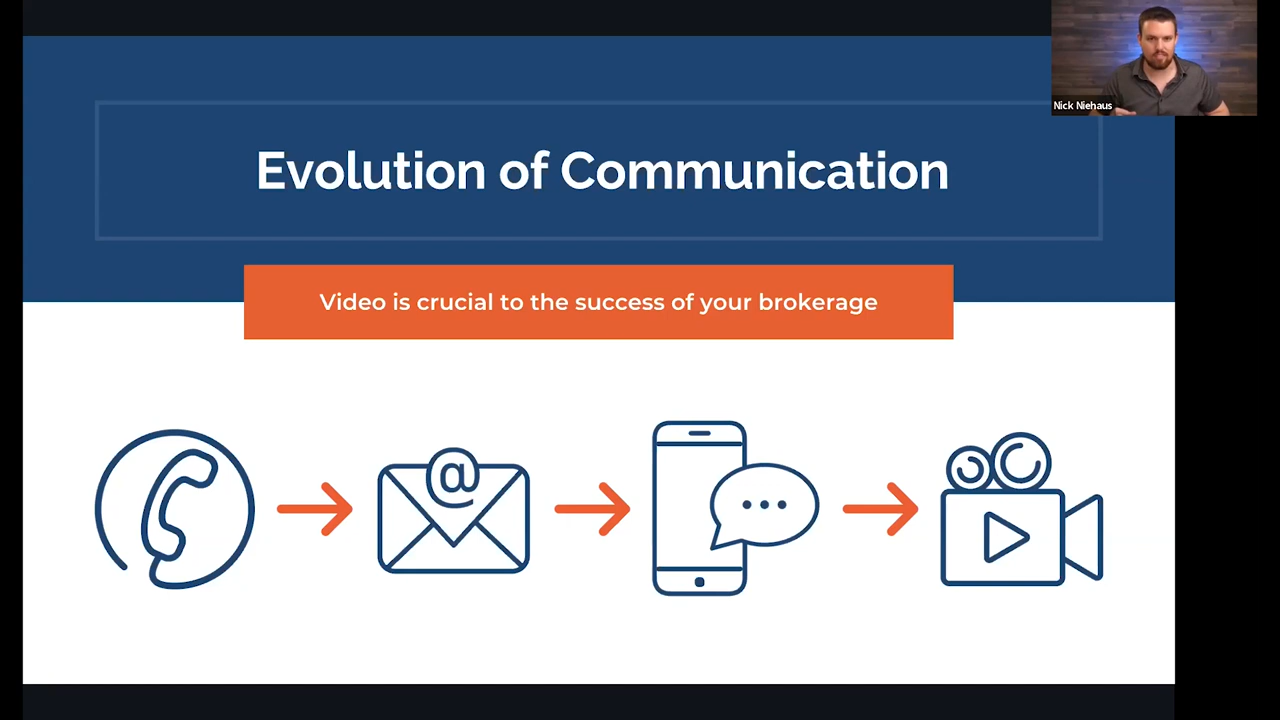 Nick Niehaus
Evolution of Communication
Video is crucial to the success of your brokerage
@